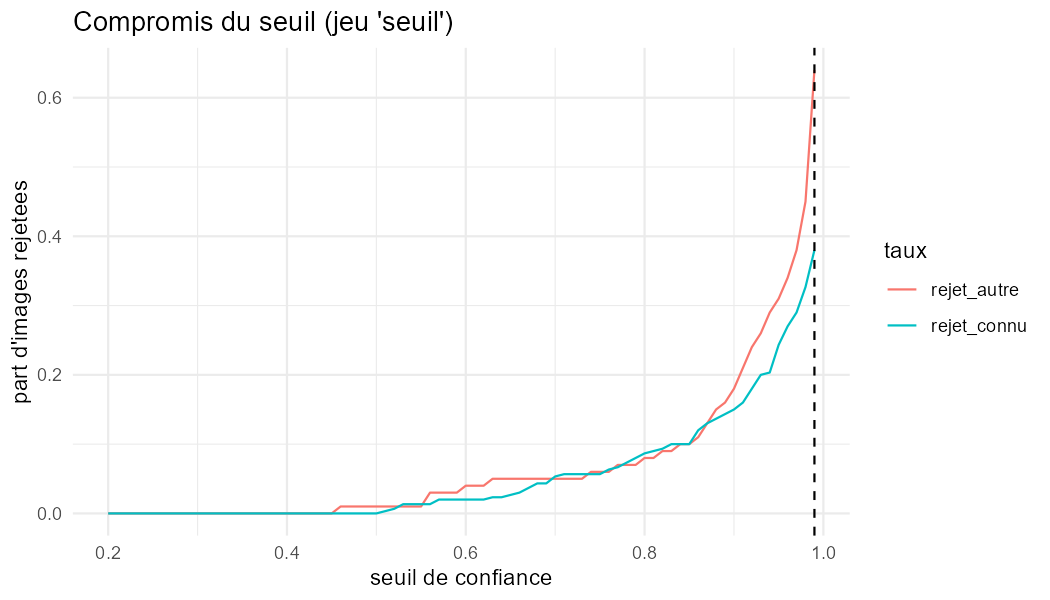 Compromis du seuil (jeu 'seuil')
part d'images rejetees
0.6
0.4
0.2
0.0
0.2 0.4 0.6 0.8 1.0
seuil de confiance
taux
rejet_autre
rejet_connu